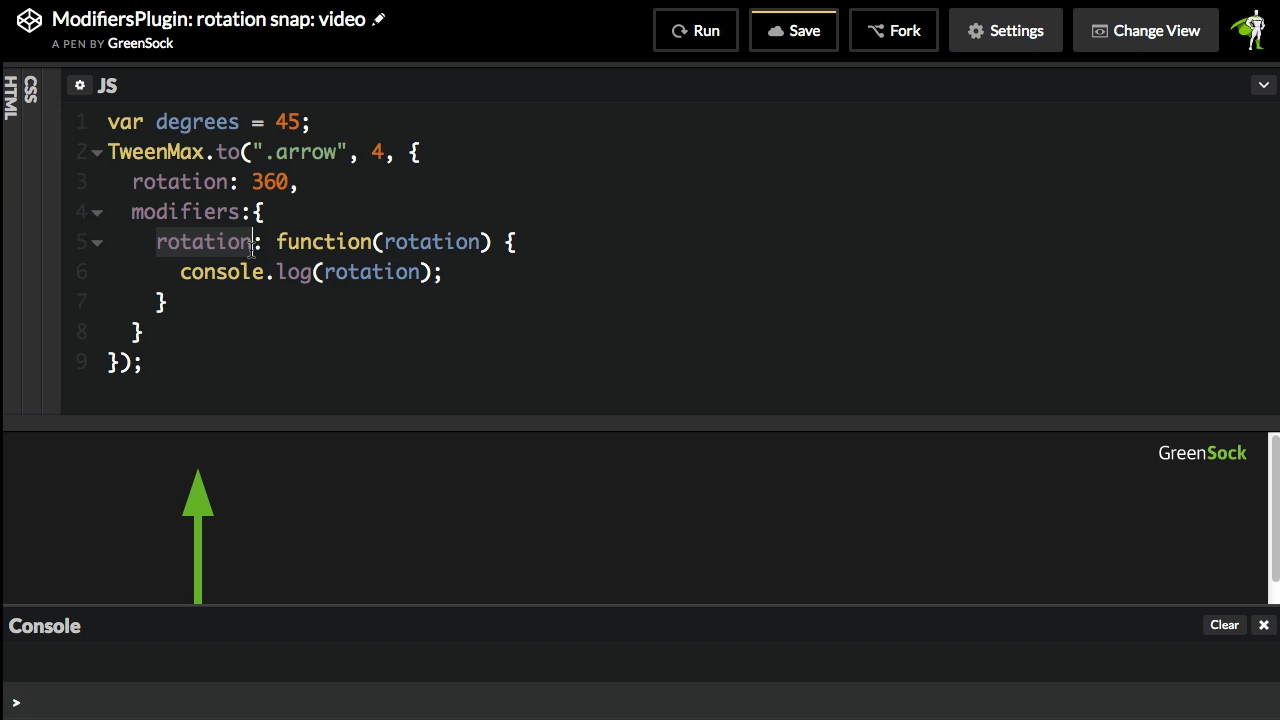 ModifiersPlugin: rotation snap: video
A PEN BY GreenSock
Run
Save
Fork
Settings
Change View
HTML
CSS
JS
1 var degrees = 45;
2 TweenMax.to(".arrow", 4, {
3 rotation: 360,
4 modifiers:{
5 rotation: function(rotation) {
6 console.log(rotation);
7 }
8 }
9 });
GreenSock
Console
Clear
>